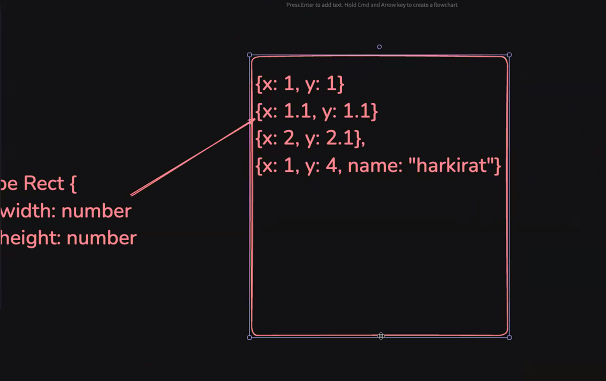 Press Enter to add text. Hold Cmd and Arrow key to create a flowchart.
{x: 1, y: 1}
{x: 1.1, y: 1.1}
{x: 2, y: 2.1},
{x: 1, y: 4, name: "harkirat"}
pe Rect {
width: number
height: number